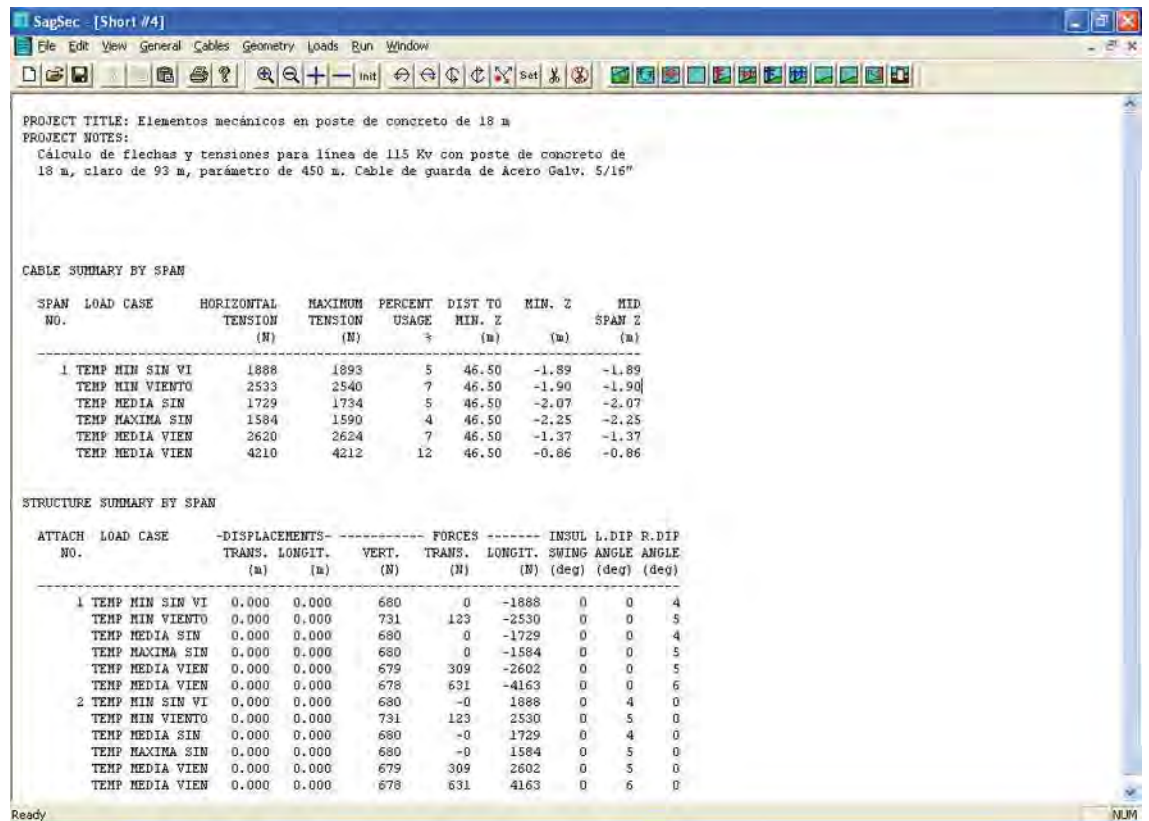 SagSec - [Short #4]
File Edit View General Cables Geometry Loads Run Window
Init Set
PROJECT TITLE: Elementos mecánicos en poste de concreto de 18 m
PROJECT NOTES:
Cálculo de flechas y tensiones para línea de 115 Kv con poste de concreto de
18 m, claro de 93 m, parámetro de 450 m. Cable de guarda de Acero Galv. 5/16"
CABLE SUMMARY BY SPAN
SPAN LOAD CASE HORIZONTAL MAXIMUM PERCENT DIST TO MIN. Z MID
NO. TENSION TENSION USAGE MIN. Z SPAN Z
(N) (N) % (m) (m) (m)
1 TEMP MIN SIN VI 1888 1893 5 46.50 -1.89 -1.89
TEMP MIN VIENTO 2533 2540 7 46.50 -1.90 -1.90
TEMP MEDIA SIN 1729 1734 5 46.50 -2.07 -2.07
TEMP MAXIMA SIN 1584 1590 4 46.50 -2.25 -2.25
TEMP MEDIA VIEN 2620 2624 7 46.50 -1.37 -1.37
TEMP MEDIA VIEN 4210 4212 12 46.50 -0.86 -0.86
STRUCTURE SUMMARY BY SPAN
ATTACH LOAD CASE -DISPLACEMENTS- ----------- FORCES ------- INSUL L.DIP R.DIP
NO. TRANS. LONGIT. VERT. TRANS. LONGIT. SWING ANGLE ANGLE
(m) (m) (N) (N) (N) (deg) (deg) (deg)
1 TEMP MIN SIN VI 0.000 0.000 680 0 -1888 0 0 4
TEMP MIN VIENTO 0.000 0.000 731 123 -2530 0 0 5
TEMP MEDIA SIN 0.000 0.000 680 0 -1729 0 0 4
TEMP MAXIMA SIN 0.000 0.000 680 0 -1584 0 0 5
TEMP MEDIA VIEN 0.000 0.000 679 309 -2602 0 0 5
TEMP MEDIA VIEN 0.000 0.000 678 631 -4163 0 0 6
2 TEMP MIN SIN VI 0.000 0.000 680 -0 1888 0 4 0
TEMP MIN VIENTO 0.000 0.000 731 123 2530 0 5 0
TEMP MEDIA SIN 0.000 0.000 680 -0 1729 0 4 0
TEMP MAXIMA SIN 0.000 0.000 680 -0 1584 0 5 0
TEMP MEDIA VIEN 0.000 0.000 679 309 2602 0 5 0
TEMP MEDIA VIEN 0.000 0.000 678 631 4163 0 6 0
Ready NUM